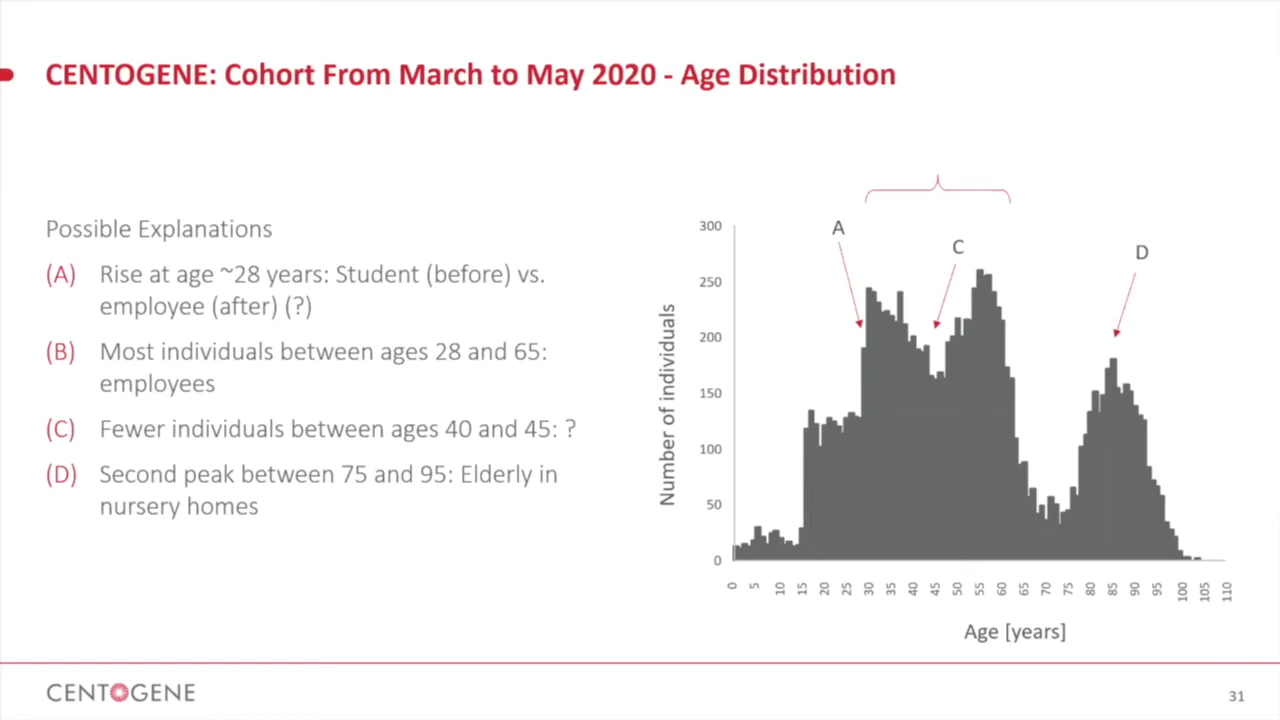 CENTOGENE: Cohort From March to May 2020 - Age Distribution
Possible Explanations
(A) Rise at age ~28 years: Student (before) vs.
employee (after) (?)
(B) Most individuals between ages 28 and 65:
employees
(C) Fewer individuals between ages 40 and 45: ?
(D) Second peak between 75 and 95: Elderly in
nursery homes
A
C
D
Number of individuals
300
250
200
150
100
50
0
0 5 10 15 20 25 30 35 40 45 50 55 60 65 70 75 80 85 90 95 100 105 110
Age [years]
CENTOGENE
31